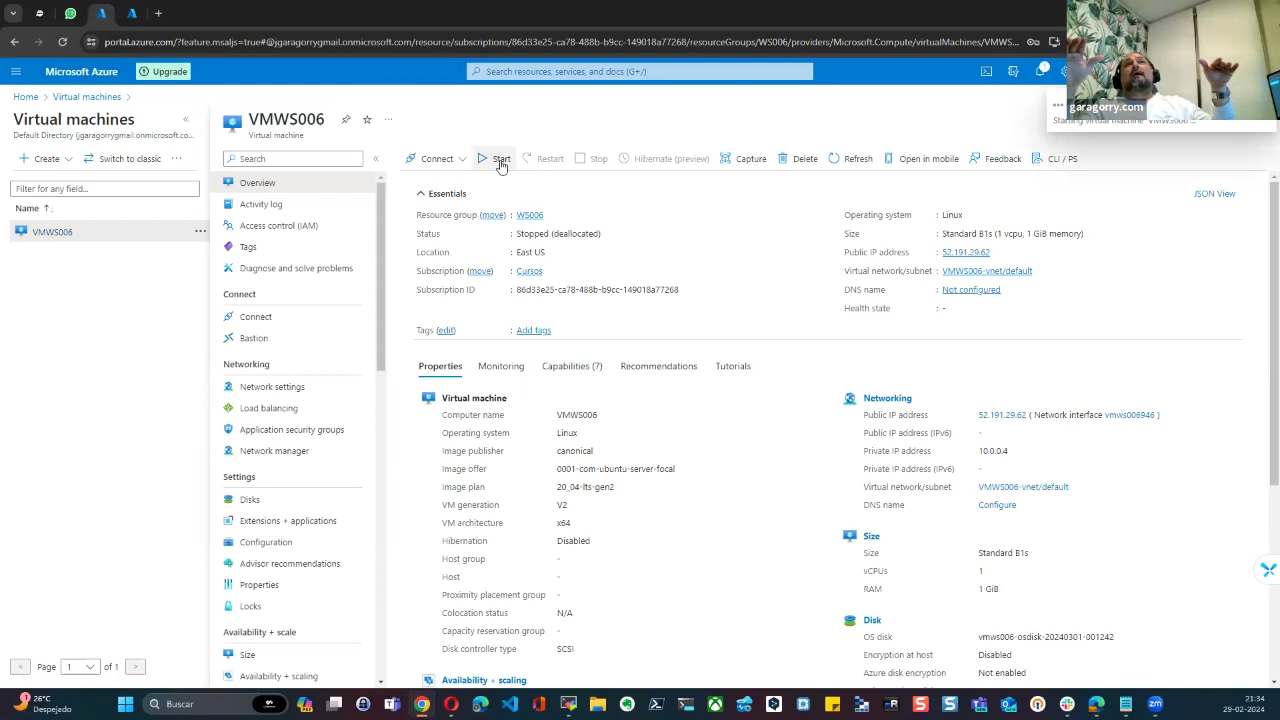 portal.azure.com/?feature.msaljs=true#@jgaragorrygmail.onmicrosoft.com/resource/subscriptions/86d33e25-ca78-488b-b9cc-149018a77268/resourceGroups/WS006/providers/Microsoft.Compute/virtualMachines/VMWS...
Microsoft Azure
Upgrade
Search resources, services, and docs (G+/)
garagorry.com
Starting virtual machine "VMWS006"...
Home > Virtual machines >
Virtual machines
Default Directory (jgaragorrygmail.onmicrosoft.co...
Create
Switch to classic
Filter for any field...
Name
VMWS006
Page 1 of 1
VMWS006
Virtual machine
Search
Overview
Activity log
Access control (IAM)
Tags
Diagnose and solve problems
Connect
Connect
Bastion
Networking
Network settings
Load balancing
Application security groups
Network manager
Settings
Disks
Extensions + applications
Configuration
Advisor recommendations
Properties
Locks
Availability + scale
Size
Availability + scaling
Connect Start Restart Stop Hibernate (preview) Capture Delete Refresh Open in mobile Feedback CLI / PS
Essentials
JSON View
Resource group (move) : WS006
Status : Stopped (deallocated)
Location : East US
Subscription (move) : Cursos
Subscription ID : 86d33e25-ca78-488b-b9cc-149018a77268
Operating system : Linux
Size : Standard B1s (1 vcpu, 1 GiB memory)
Public IP address : 52.191.29.62
Virtual network/subnet : VMWS006-vnet/default
DNS name : Not configured
Health state : -
Tags (edit) : Add tags
Properties Monitoring Capabilities (7) Recommendations Tutorials
Virtual machine
Computer name VMWS006
Operating system Linux
Image publisher canonical
Image offer 0001-com-ubuntu-server-focal
Image plan 20_04-lts-gen2
VM generation V2
VM architecture x64
Hibernation Disabled
Host group -
Host -
Proximity placement group -
Colocation status N/A
Capacity reservation group -
Disk controller type SCSI
Availability + scaling
Networking
Public IP address 52.191.29.62 ( Network interface vmws006946 )
Public IP address (IPv6) -
Private IP address 10.0.0.4
Private IP address (IPv6) -
Virtual network/subnet VMWS006-vnet/default
DNS name Configure
Size
Size Standard B1s
vCPUs 1
RAM 1 GiB
Disk
OS disk vmws006-osdisk-20240301-001242
Encryption at host Disabled
Azure disk encryption Not enabled
26°C
Despejado
Buscar
21:34
29-02-2024